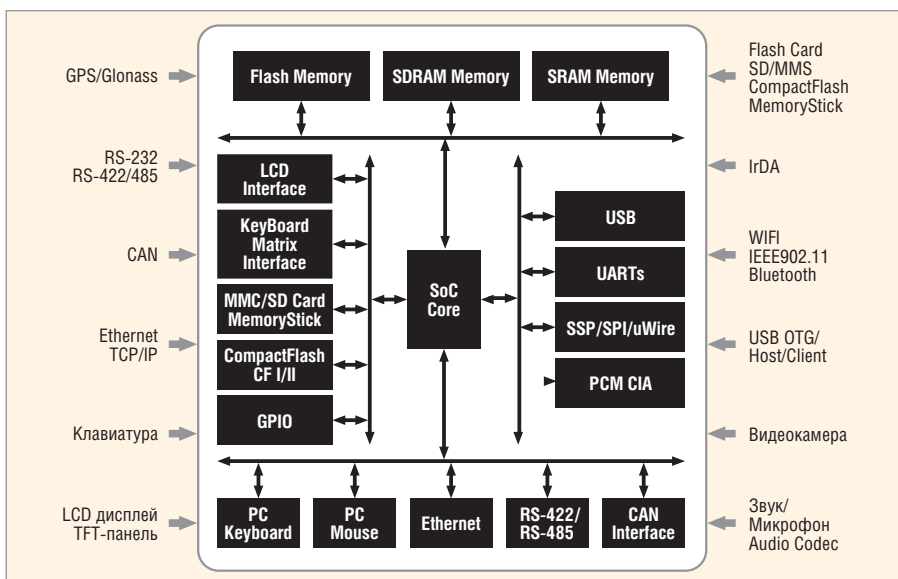 GPS/Glonass
RS-232
RS-422/485
CAN
Ethernet
TCP/IP
Клавиатура
LCD дисплей
TFT-панель
Flash Memory
SDRAM Memory
SRAM Memory
LCD
Interface
KeyBoard
Matrix
Interface
MMC/SD Card
MemoryStick
CompactFlash
CF I/II
GPIO
SoC
Core
USB
UARTs
SSP/SPI/uWire
PCM CIA
PC
Keyboard
PC
Mouse
Ethernet
RS-422/
RS-485
CAN
Interface
Flash Card
SD/MMS
CompactFlash
MemoryStick
IrDA
WIFI
IEEE902.11
Bluetooth
USB OTG/
Host/Client
Видеокамера
Звук/
Микрофон
Audio Codec